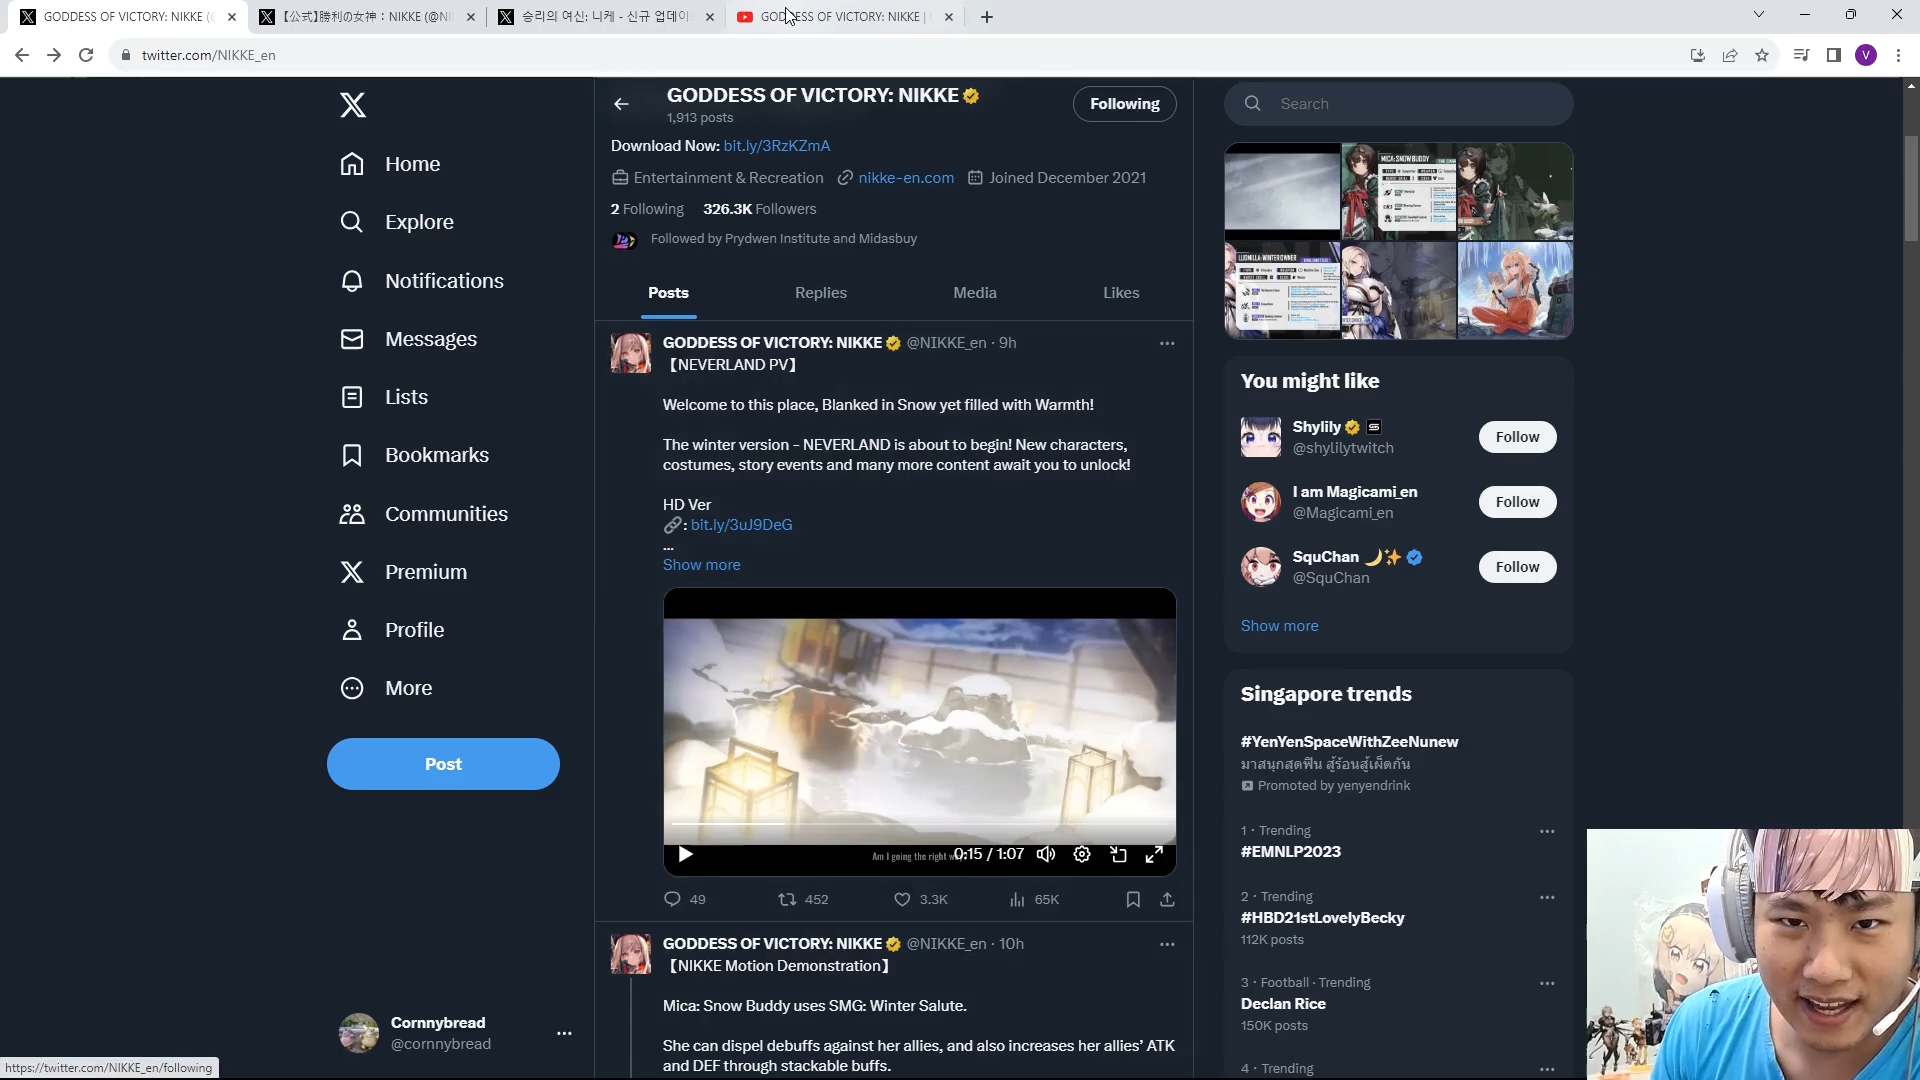 GODDESS OF VICTORY: NIKKE (
【公式】勝利の女神：NIKKE (@NI
승리의 여신: 니케 - 신규 업데이
GODDESS OF VICTORY: NIKKE |
twitter.com/NIKKE_en
V
Home
Explore
Notifications
Messages
Lists
Bookmarks
Communities
Premium
Profile
More
Post
Cornnybread
@cornnybread
https://twitter.com/NIKKE_en/following
GODDESS OF VICTORY: NIKKE
1,913 posts
Following
Download Now: bit.ly/3RzKZmA
Entertainment & Recreation nikke-en.com Joined December 2021
2 Following 326.3K Followers
Followed by Prydwen Institute and Midasbuy
Posts Replies Media Likes
GODDESS OF VICTORY: NIKKE @NIKKE_en · 9h
【NEVERLAND PV】
Welcome to this place, Blanked in Snow yet filled with Warmth!
The winter version - NEVERLAND is about to begin! New characters,
costumes, story events and many more content await you to unlock!
HD Ver
🔗: bit.ly/3uJ9DeG
...
Show more
Am I going the right w
0:15 / 1:07
49 452 3.3K 65K
GODDESS OF VICTORY: NIKKE @NIKKE_en · 10h
【NIKKE Motion Demonstration】
Mica: Snow Buddy uses SMG: Winter Salute.
She can dispel debuffs against her allies, and also increases her allies' ATK
and DEF through stackable buffs.
Search
MICA: SNOW BUDDY
LUDMILLA: WINTER OWNER
You might like
Shylily
@shylilytwitch
Follow
I am Magicami_en
@Magicami_en
Follow
SquChan 🌙✨
@SquChan
Follow
Show more
Singapore trends
#YenYenSpaceWithZeeNunew
มาสนุกสุดฟิน สู้ร้อนสู้เผ็ดกัน
Promoted by yenyendrink
1 · Trending
#EMNLP2023
2 · Trending
#HBD21stLovelyBecky
112K posts
3 · Football · Trending
Declan Rice
150K posts
4 · Trending